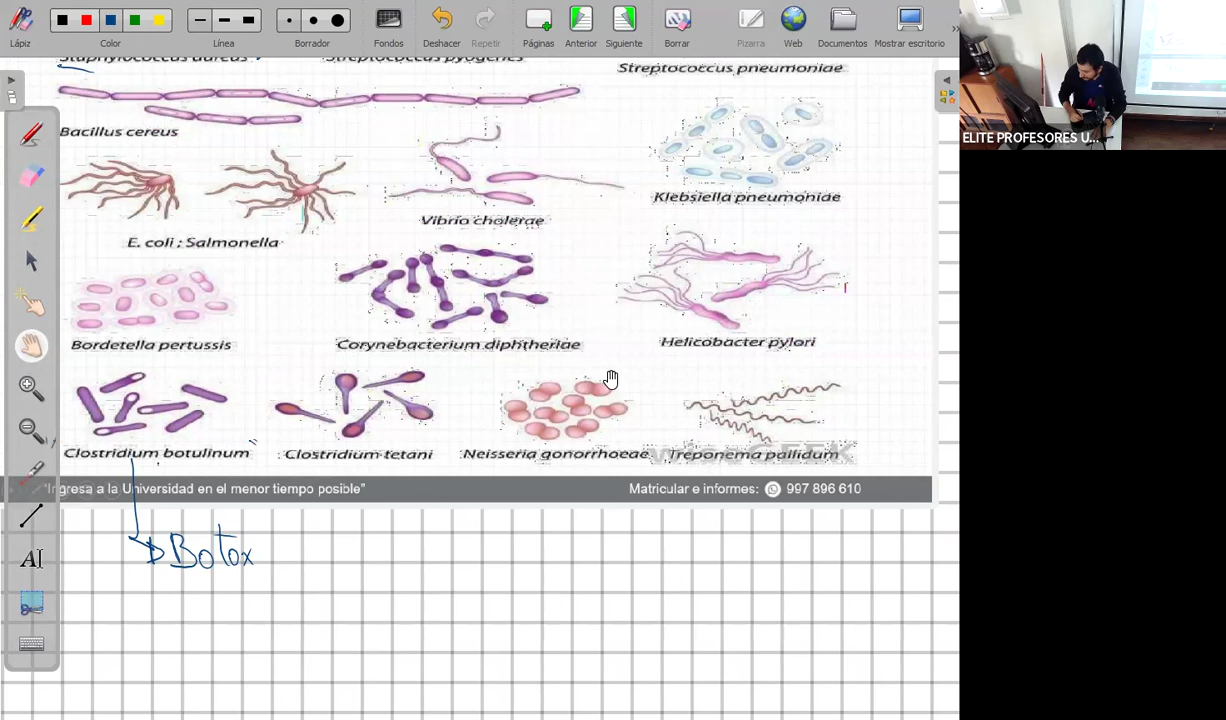 Lápiz Color Línea Borrador Fondos Deshacer Repetir Páginas Anterior Siguiente Borrar Pizarra Web Documentos Mostrar escritorio
Staphylococcus aureus
Streptococcus pyogenes
Streptococcus pneumoniae
Bacillus cereus
Vibrio cholerae
Klebsiella pneumoniae
E. coli : Salmonella
Bordetella pertussis
Corynebacterium diphtheriae
Helicobacter pylori
Clostridium botulinum
Clostridium tetani
Neisseria gonorrhoeae
Treponema pallidum
"Ingresa a la Universidad en el menor tiempo posible"
Matricular e informes: 997 896 610
Botox
AI
ELITE PROFESORES U...